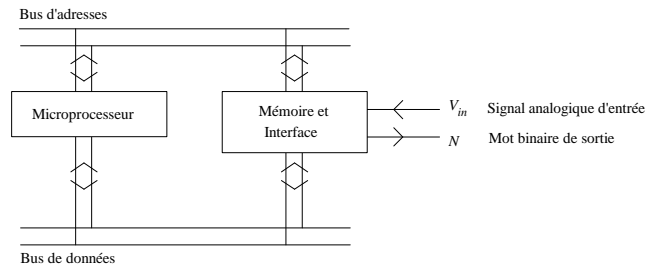 Bus d'adresses
Microprocesseur
Mémoire et
Interface
V_in Signal analogique d'entrée
N Mot binaire de sortie
Bus de données